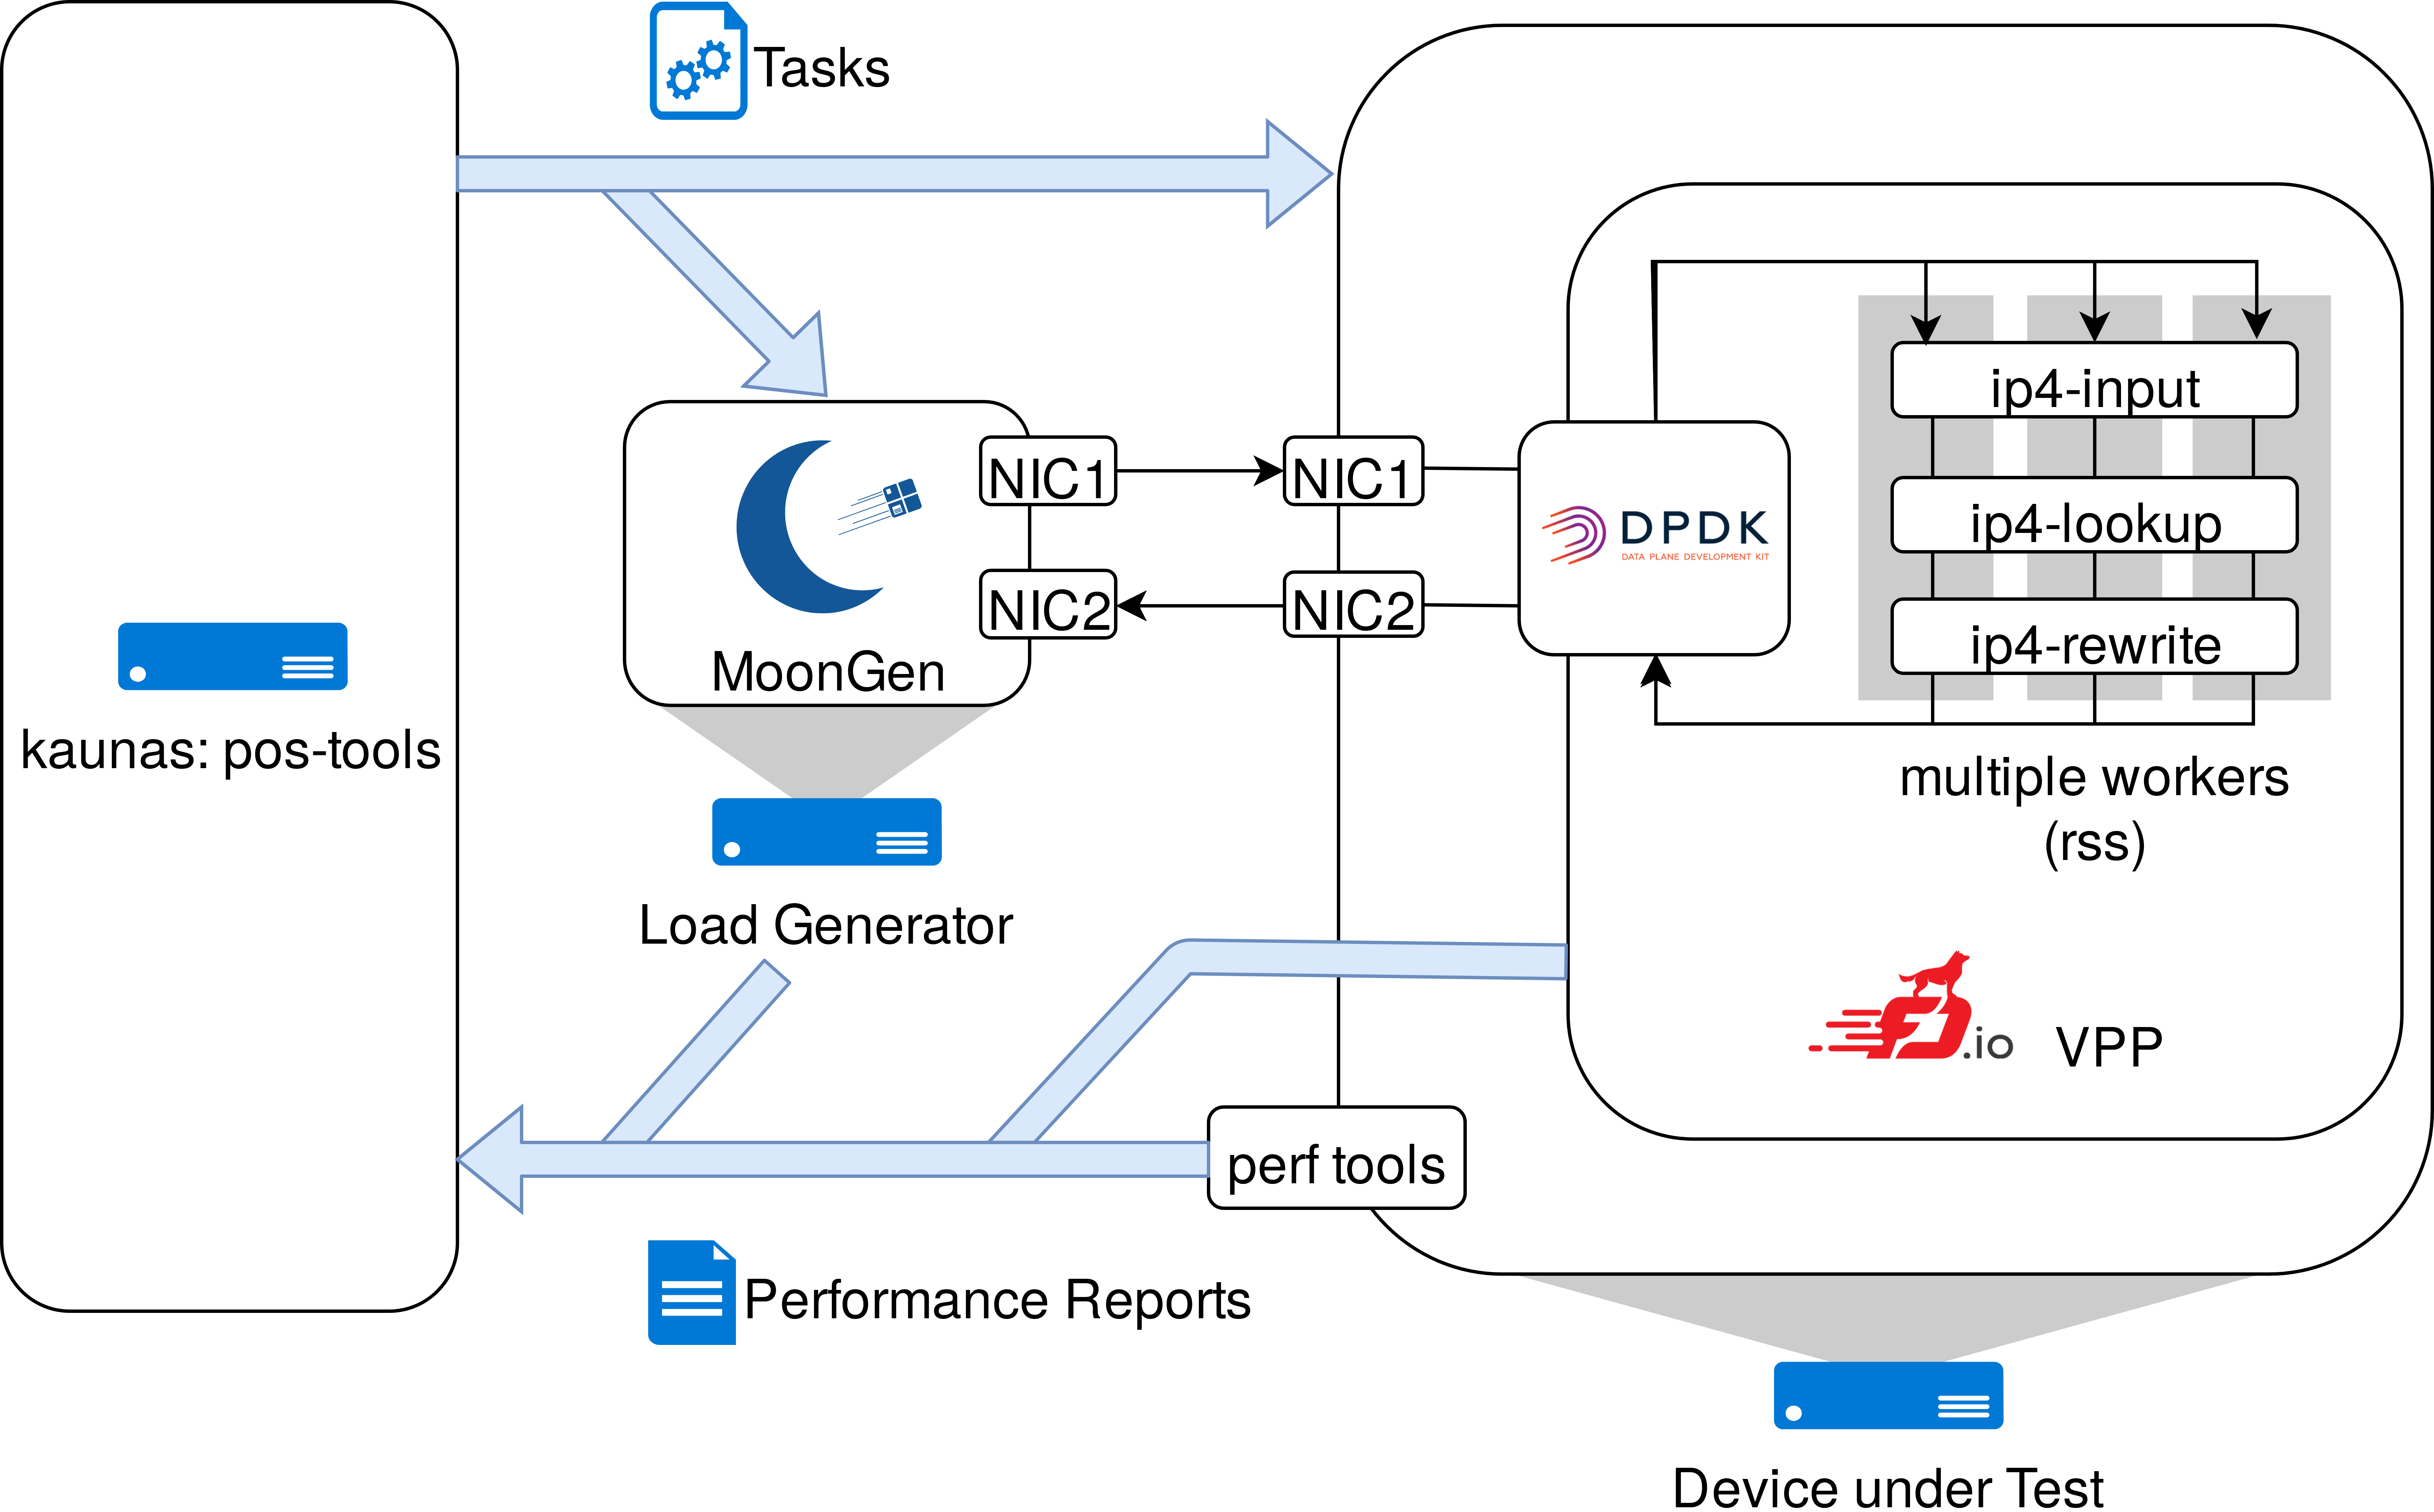 Tasks
ip4-input
NIC1
NIC1
DPDK
DATA PLANE DEVELOPMENT KIT
ip4-lookup
NIC2
NIC2
ip4-rewrite
MoonGen
kaunas: pos-tools
multiple workers
(rss)
Load Generator
.io
VPP
perf tools
Performance Reports
Device under Test